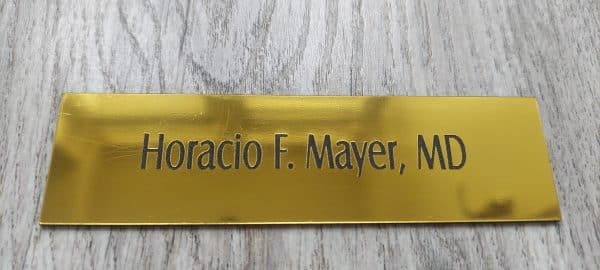 Horacio F. Mayer, MD